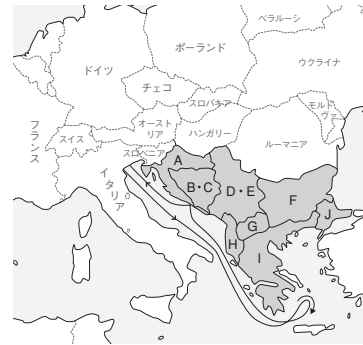 ベラルーシ
ポーランド
ドイツ
ウクライナ
チェコ
スロバキア
モルド
ヴァ
フランス
オースト
リア
スイス
ハンガリー
ルーマニア
スロベニア
イタリア
A
B・C
D・E
F
G
H
I
J